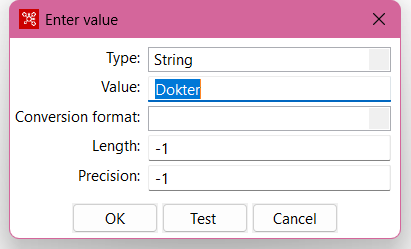 Enter value
Type: String
Value: Dokter
Conversion format:
Length: -1
Precision: -1
OK Test Cancel